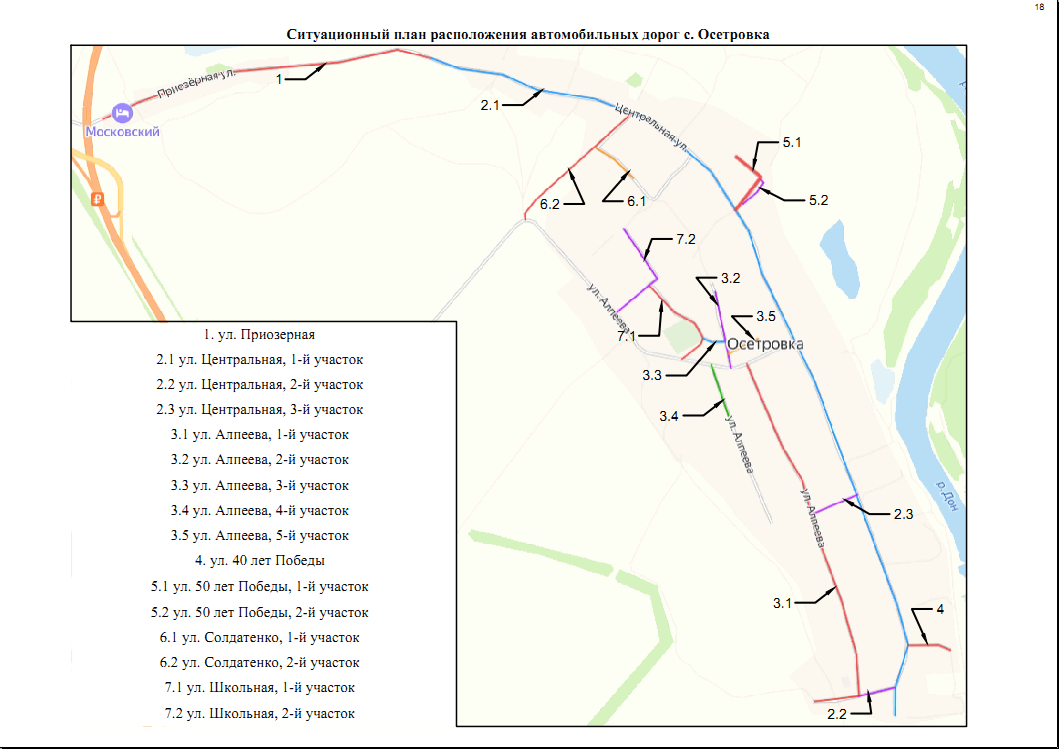 18
Ситуационный план расположения автомобильных дорог с. Осетровка
Приозёрная ул.
1
Московский
2.1
Центральная ул.
5.1
5.2
6.2
6.1
7.2
3.2
ул. Алпеева
3.5
7.1
Осетровка
3.3
3.4
ул. Алпеева
р. Дон
ул. Алпеева
2.3
3.1
4
2.2
1. ул. Приозерная
2.1 ул. Центральная, 1-й участок
2.2 ул. Центральная, 2-й участок
2.3 ул. Центральная, 3-й участок
3.1 ул. Алпеева, 1-й участок
3.2 ул. Алпеева, 2-й участок
3.3 ул. Алпеева, 3-й участок
3.4 ул. Алпеева, 4-й участок
3.5 ул. Алпеева, 5-й участок
4. ул. 40 лет Победы
5.1 ул. 50 лет Победы, 1-й участок
5.2 ул. 50 лет Победы, 2-й участок
6.1 ул. Солдатенко, 1-й участок
6.2 ул. Солдатенко, 2-й участок
7.1 ул. Школьная, 1-й участок
7.2 ул. Школьная, 2-й участок